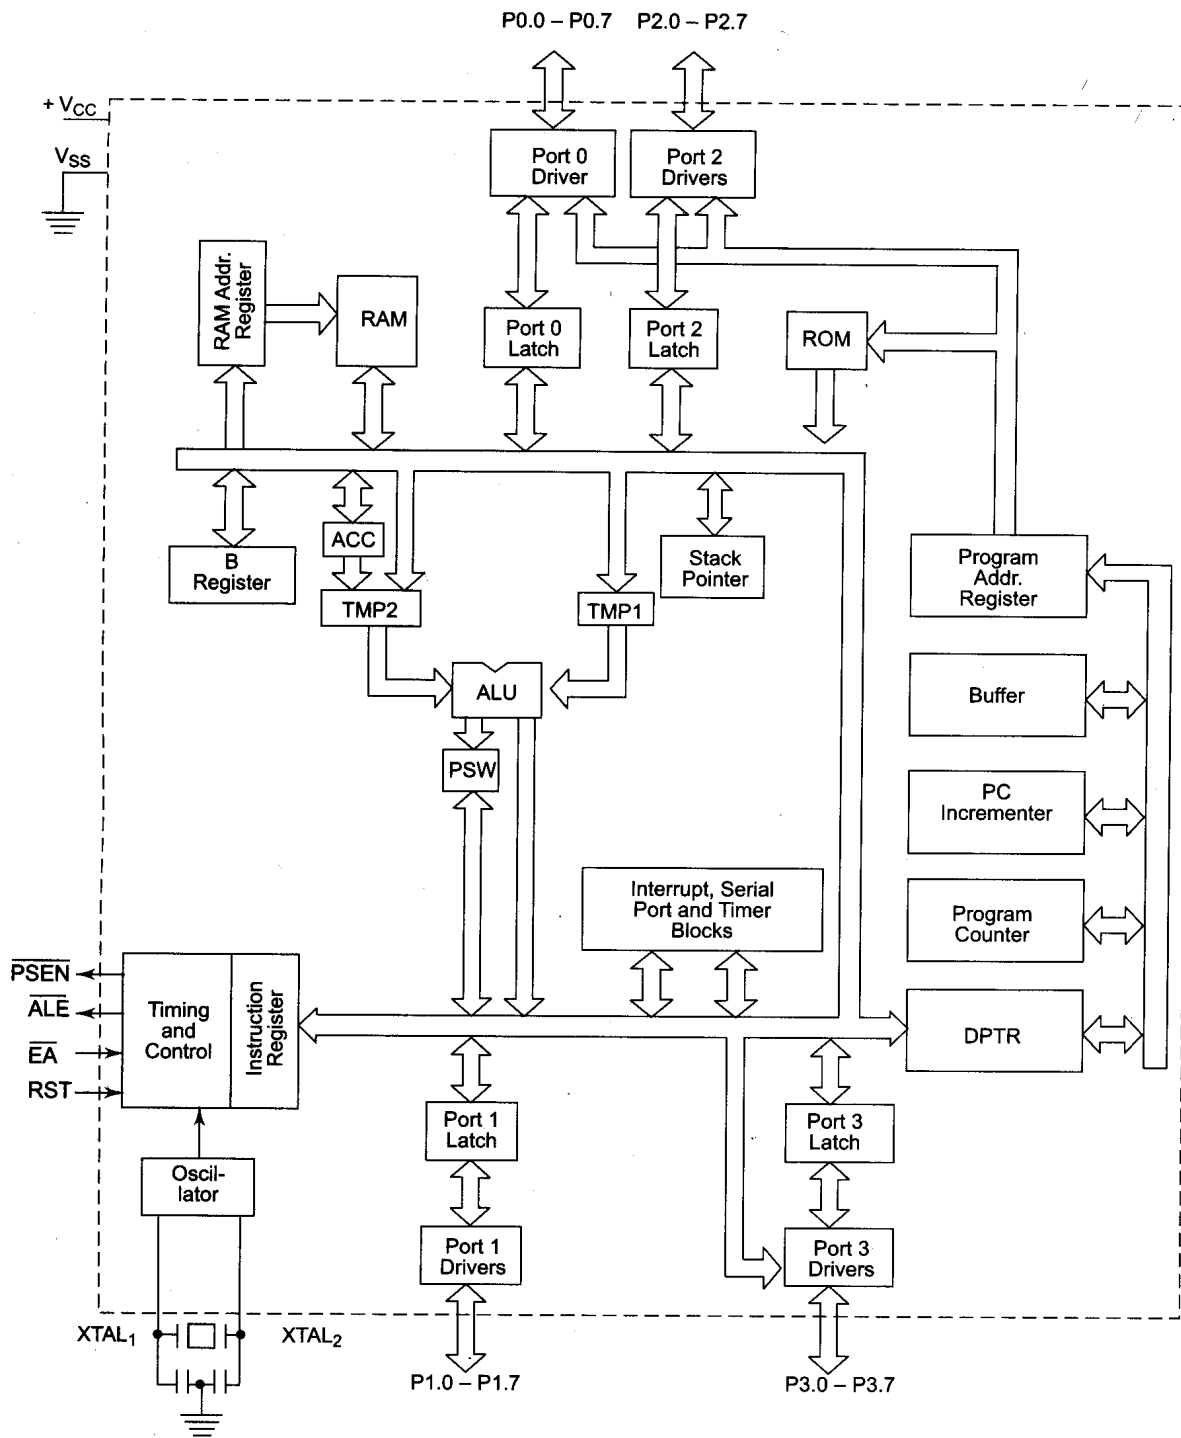 P0.0 – P0.7 P2.0 – P2.7
+ VCC
VSS
Port 0
Driver
Port 2
Drivers
RAM Addr.
Register
RAM
Port 0
Latch
Port 2
Latch
ROM
B
Register
ACC
TMP2
TMP1
Stack
Pointer
Program
Addr.
Register
ALU
Buffer
PSW
PC
Incrementer
Interrupt, Serial
Port and Timer
Blocks
Program
Counter
PSEN
ALE
EA
RST
Timing
and
Control
Instruction
Register
DPTR
Port 1
Latch
Port 3
Latch
Oscil-
lator
Port 1
Drivers
Port 3
Drivers
XTAL1
XTAL2
P1.0 – P1.7
P3.0 – P3.7